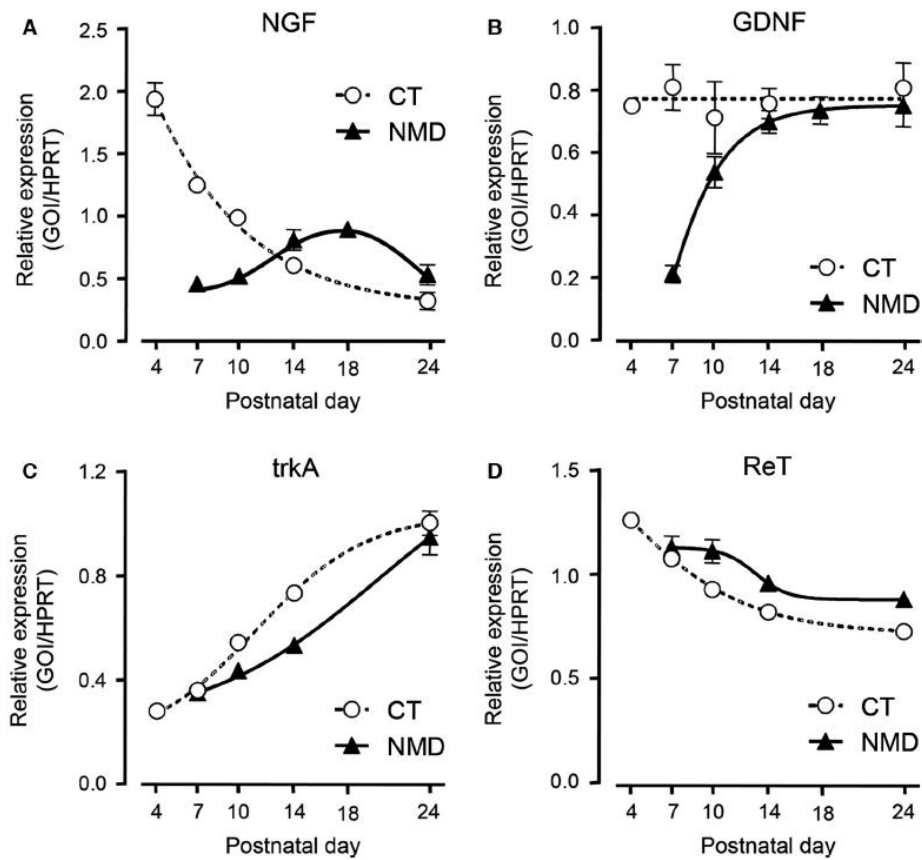 A
NGF
Relative expression
(GOI/HPRT)
2.5
2.0
1.5
1.0
0.5
0.0
CT
NMD
4 7 10 14 18 24
Postnatal day
B
GDNF
Relative expression
(GOI/HPRT)
1.0
0.8
0.6
0.4
0.2
0.0
CT
NMD
4 7 10 14 18 24
Postnatal day
C
trkA
Relative expression
(GOI/HPRT)
1.2
0.8
0.4
0.0
CT
NMD
4 7 10 14 18 24
Postnatal day
D
ReT
Relative expression
(GOI/HPRT)
1.5
1.0
0.5
0.0
CT
NMD
4 7 10 14 18 24
Postnatal day